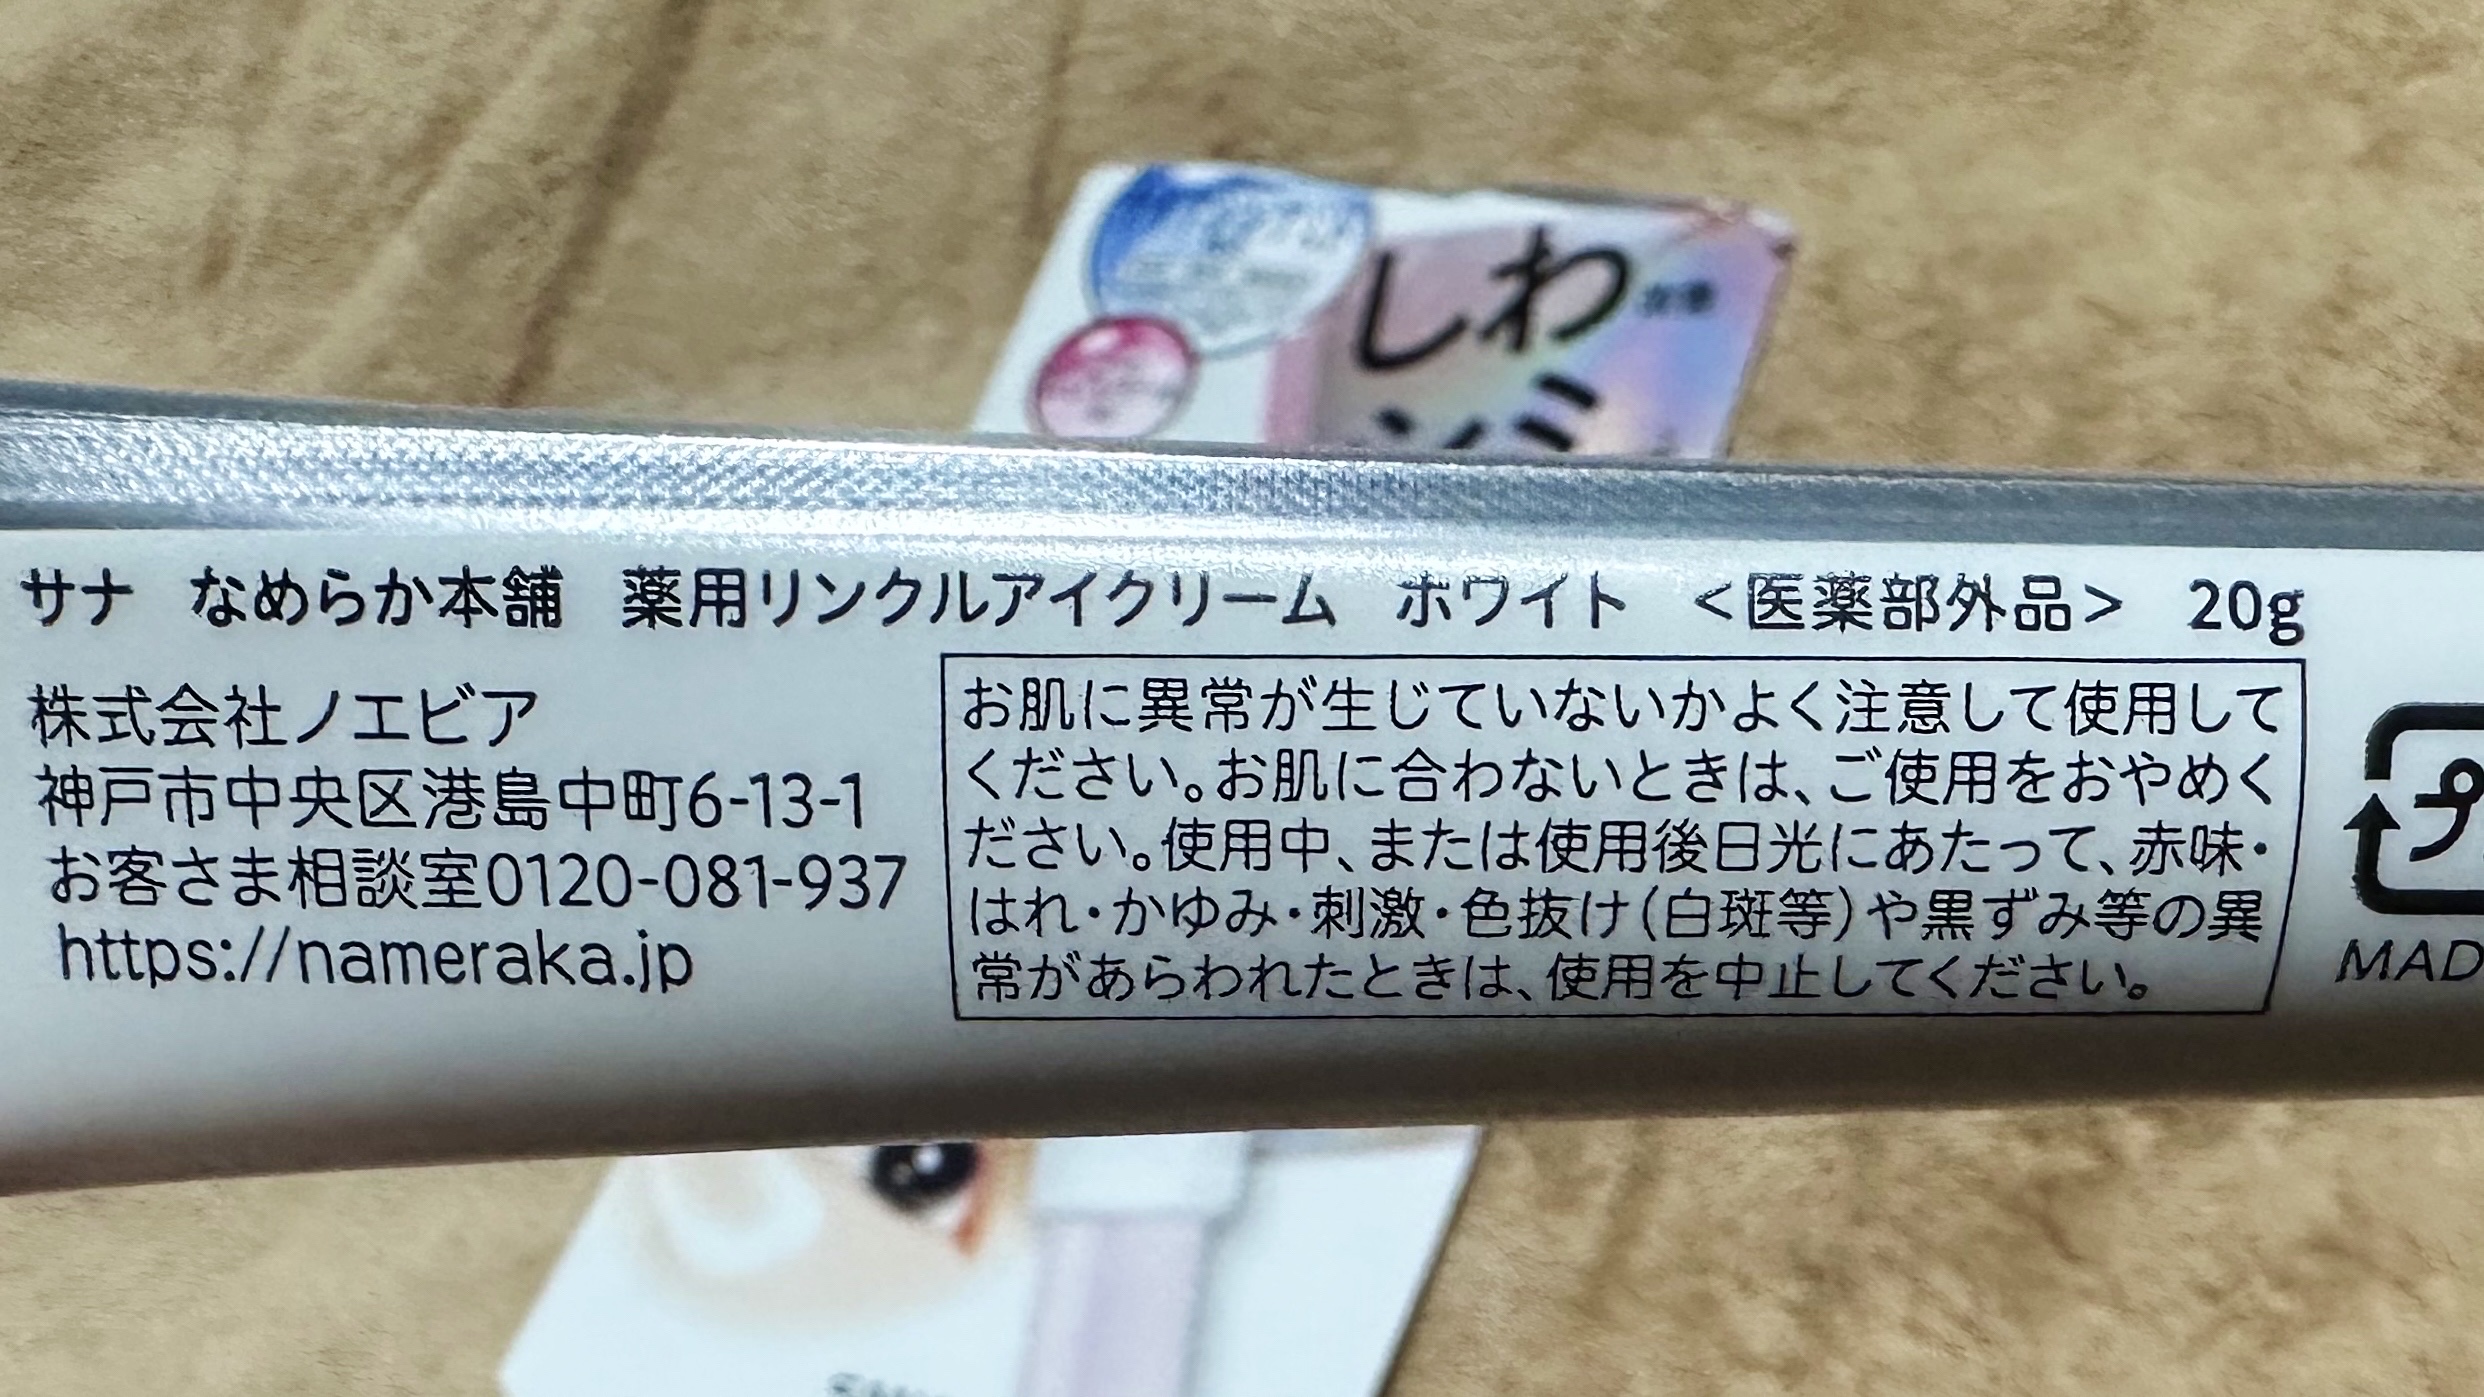 しわ
サナ なめらか本舗 薬用リンクルアイクリーム ホワイト <医薬部外品> 20g
株式会社ノエビア
神戸市中央区港島中町6-13-1
お客さま相談室0120-081-937
https://nameraka.jp
お肌に異常が生じていないかよく注意して使用して
ください。お肌に合わないときは、ご使用をおやめく
ださい。使用中、または使用後日光にあたって、赤味・
はれ・かゆみ・刺激・色抜け(白斑等)や黒ずみ等の異
常があらわれたときは、使用を中止してください。
プ
MAD